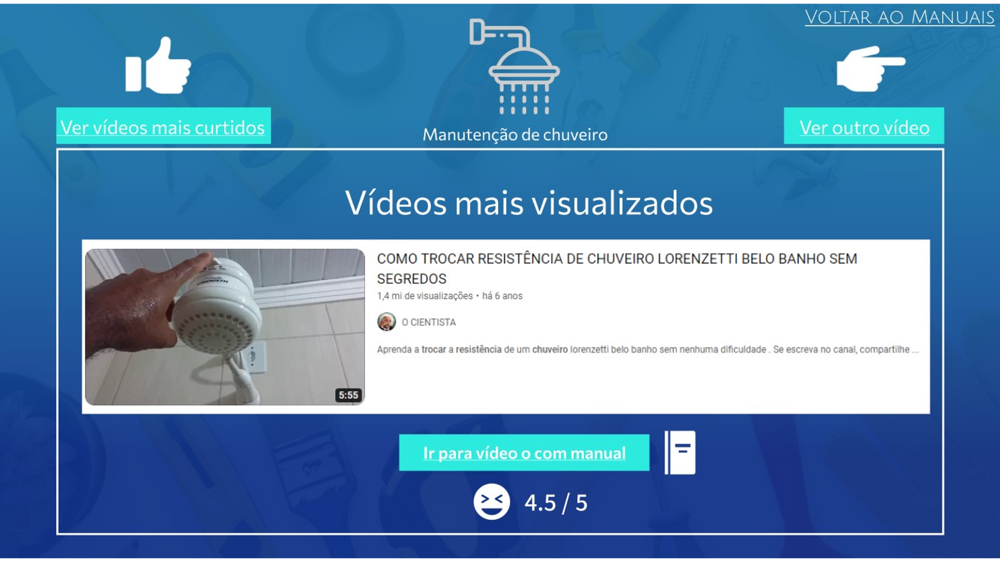 VOLTAR AO MANUAIS
Ver vídeos mais curtidos
Manutenção de chuveiro
Ver outro vídeo
Vídeos mais visualizados
COMO TROCAR RESISTÊNCIA DE CHUVEIRO LORENZETTI BELO BANHO SEM
SEGREDOS
1,4 mi de visualizações • há 6 anos
O CIENTISTA
Aprenda a trocar a resistência de um chuveiro lorenzetti belo banho sem nenhuma dificuldade . Se escreva no canal, compartilhe ...
LORENZETTI
5:55
Ir para vídeo o com manual
4.5 / 5